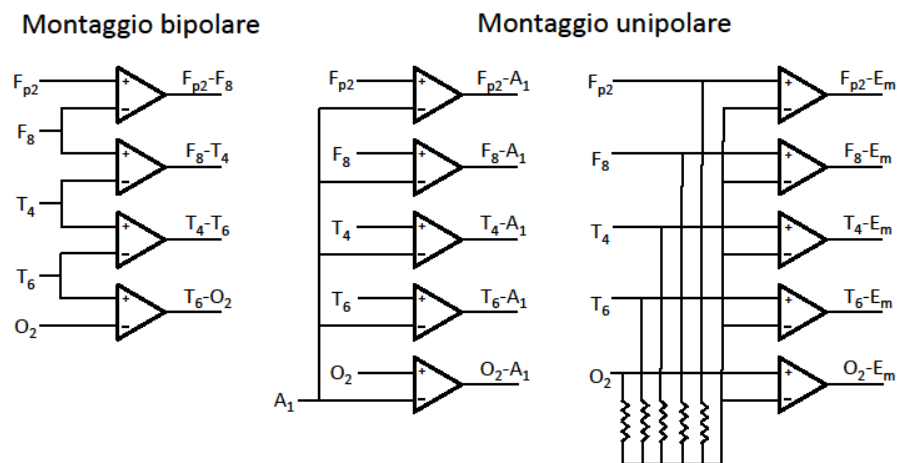 Montaggio bipolare
Montaggio unipolare
Fp2
+
Fp2-F8
-
F8
+
F8-T4
-
T4
+
T4-T6
-
T6
+
T6-O2
O2
-
Fp2
+
Fp2-A1
-
F8
+
F8-A1
-
T4
+
T4-A1
-
T6
+
T6-A1
-
O2
+
O2-A1
A1
-
Fp2
+
Fp2-Em
-
F8
+
F8-Em
-
T4
+
T4-Em
-
T6
+
T6-Em
-
O2
+
O2-Em
-